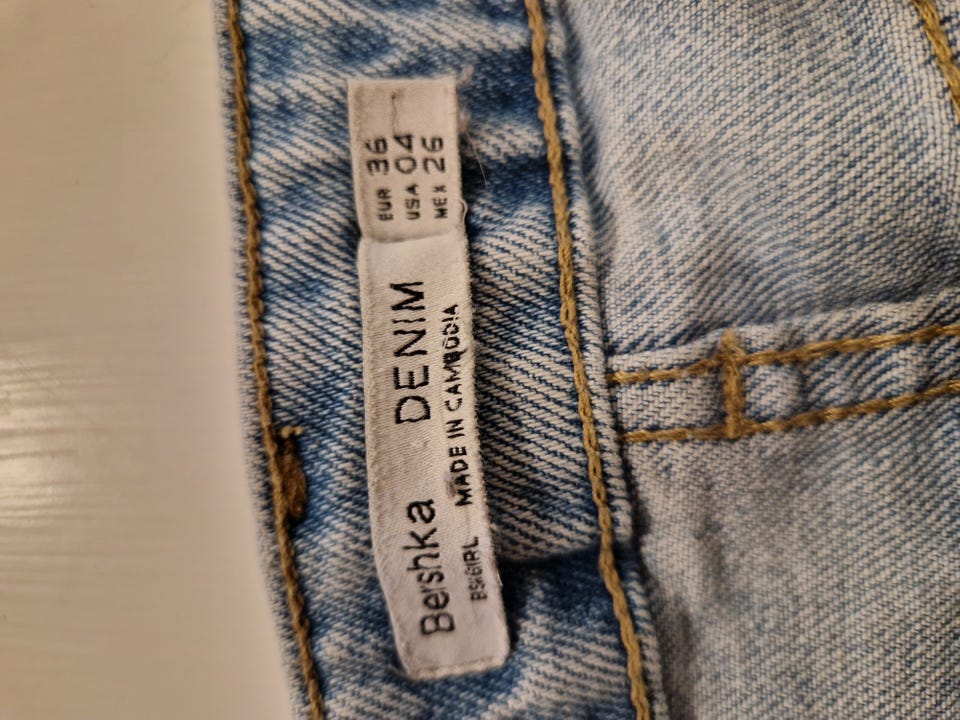 Bershka DENIM
BSKGIRL MADE IN CAMBODIA
EUR 36
USA 04
MEX 26